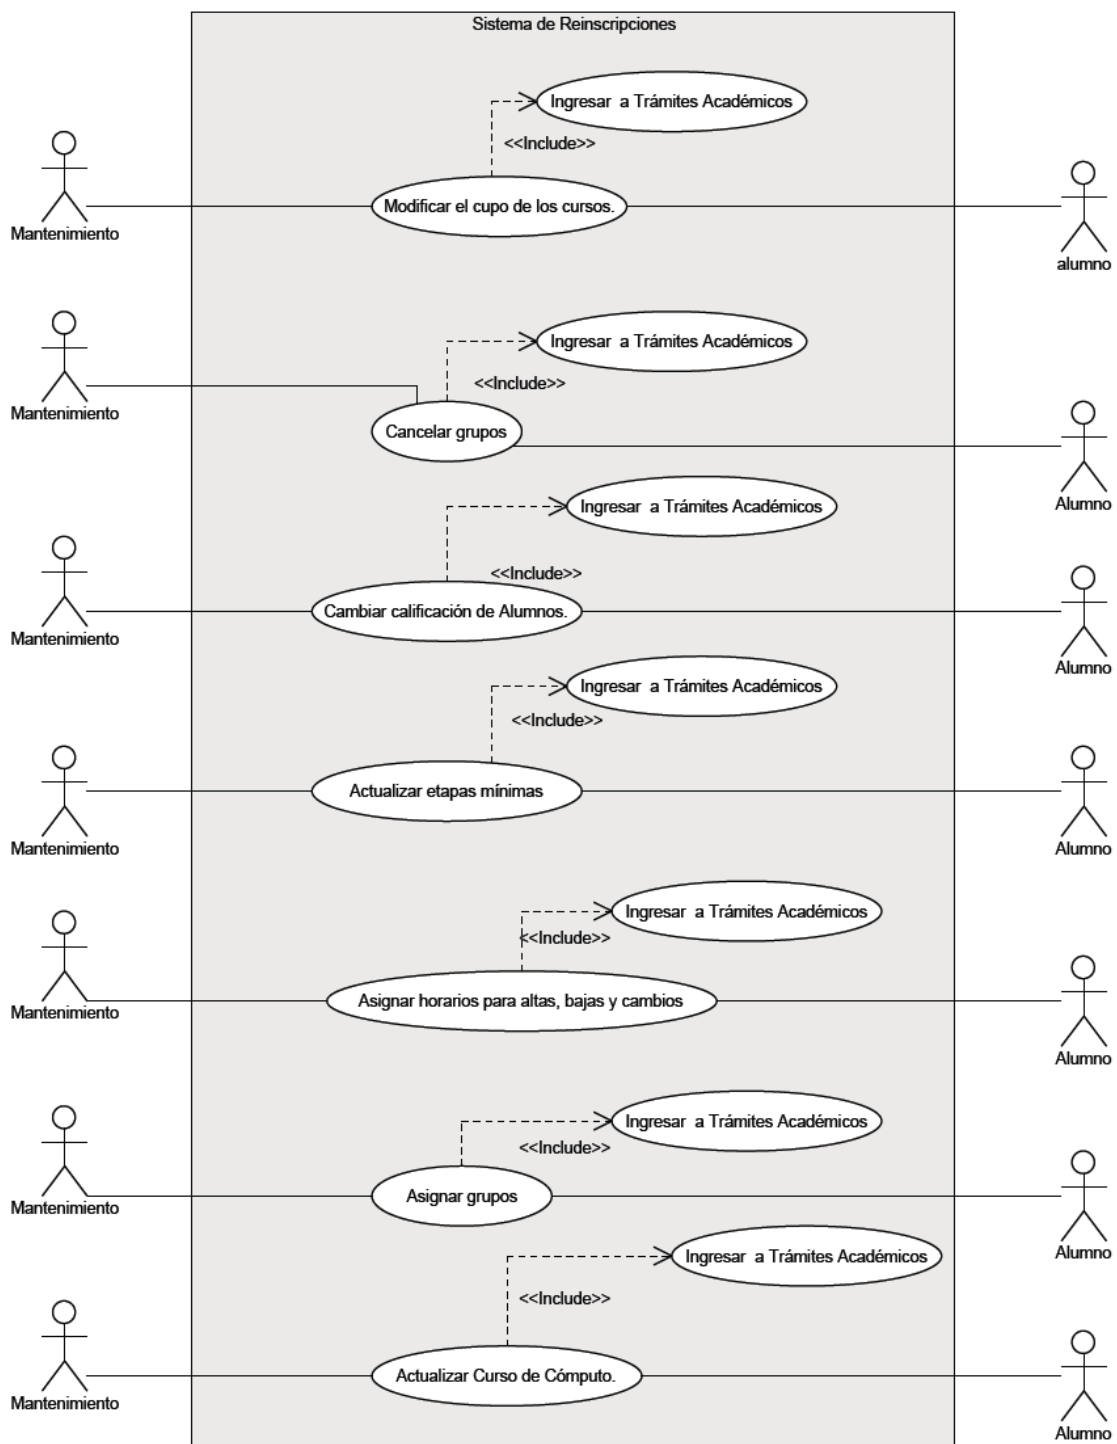 Sistema de Reinscripciones
Ingresar a Trámites Académicos
<<Include>>
Modificar el cupo de los cursos.
Mantenimiento
alumno
Ingresar a Trámites Académicos
<<Include>>
Mantenimiento
Cancelar grupos
Alumno
Ingresar a Trámites Académicos
<<Include>>
Cambiar calificación de Alumnos.
Mantenimiento
Alumno
Ingresar a Trámites Académicos
<<Include>>
Actualizar etapas mínimas
Mantenimiento
Alumno
Ingresar a Trámites Académicos
<<Include>>
Asignar horarios para altas, bajas y cambios
Mantenimiento
Alumno
Ingresar a Trámites Académicos
<<Include>>
Asignar grupos
Mantenimiento
Alumno
Ingresar a Trámites Académicos
<<Include>>
Actualizar Curso de Cómputo.
Mantenimiento
Alumno